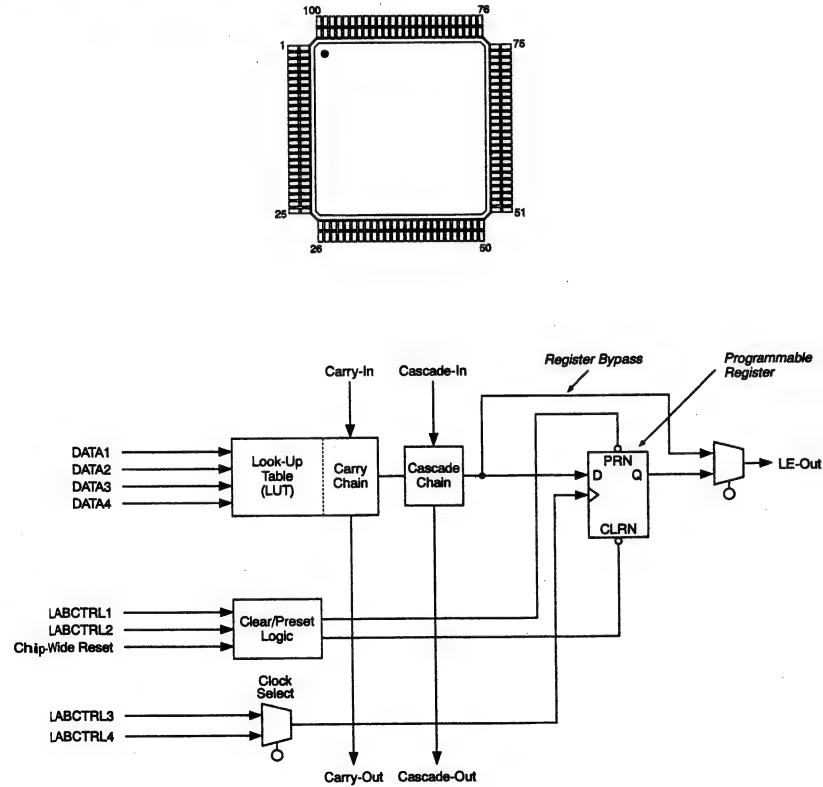 100
76
1
75
25
51
26
50
Register Bypass
Programmable
Register
Carry-In
Cascade-In
DATA1
DATA2
DATA3
DATA4
Look-Up
Table
(LUT)
Carry
Chain
Cascade
Chain
PRN
D
Q
CLRN
LE-Out
LABCTRL1
LABCTRL2
Chip-Wide Reset
Clear/Preset
Logic
Clock
Select
LABCTRL3
LABCTRL4
Carry-Out
Cascade-Out